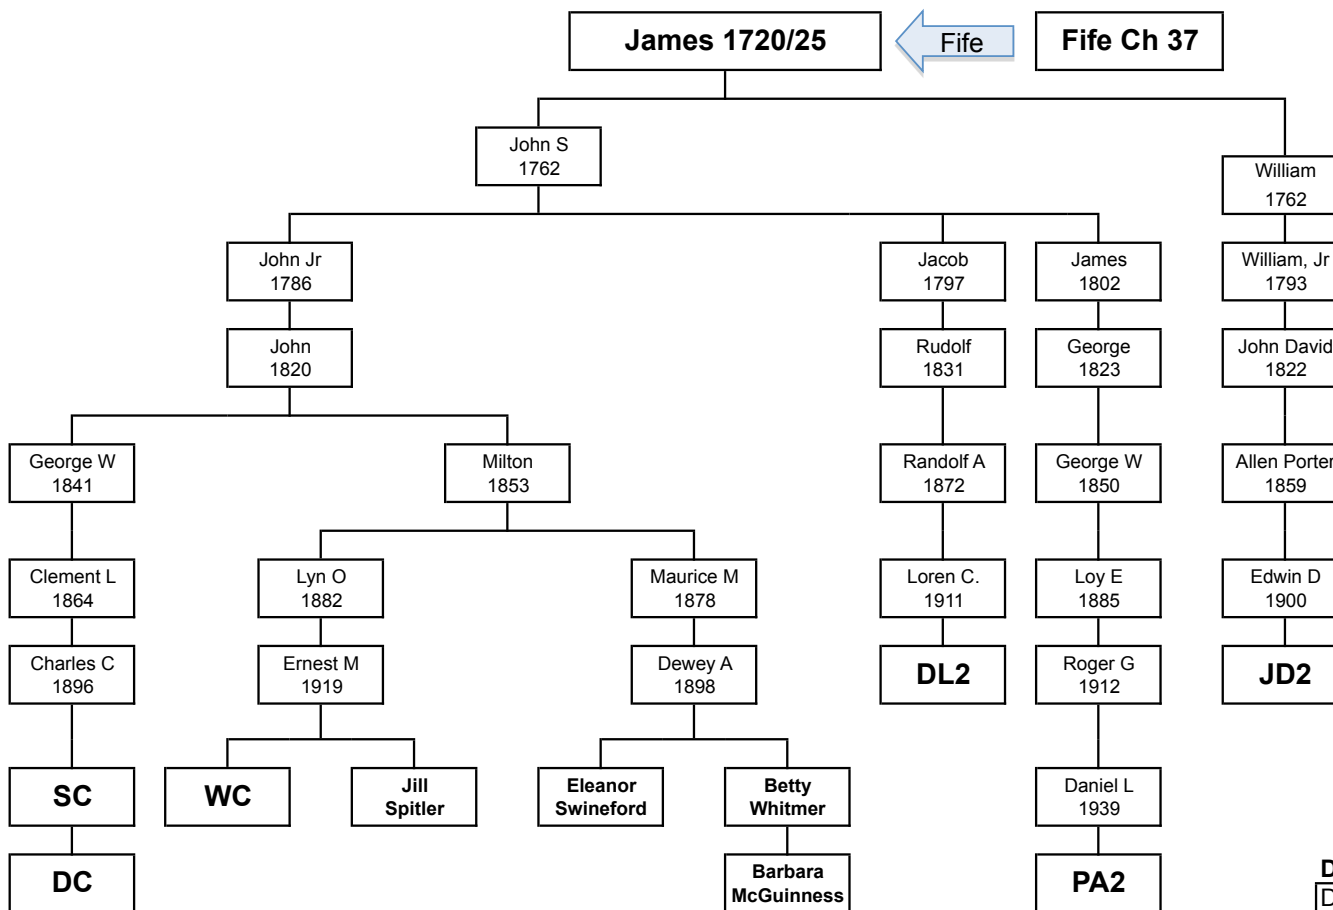 James 1720/25
Fife
Fife Ch 37
John S
1762
William
1762
John Jr
1786
Jacob
1797
James
1802
William, Jr
1793
John
1820
Rudolf
1831
George
1823
John David
1822
George W
1841
Milton
1853
Randolf A
1872
George W
1850
Allen Porter
1859
Clement L
1864
Lyn O
1882
Maurice M
1878
Loren C.
1911
Loy E
1885
Edwin D
1900
Charles C
1896
Ernest M
1919
Dewey A
1898
DL2
Roger G
1912
JD2
SC
WC
Jill
Spitler
Eleanor
Swineford
Betty
Whitmer
Daniel L
1939
DC
Barbara
McGuinness
PA2
D
D